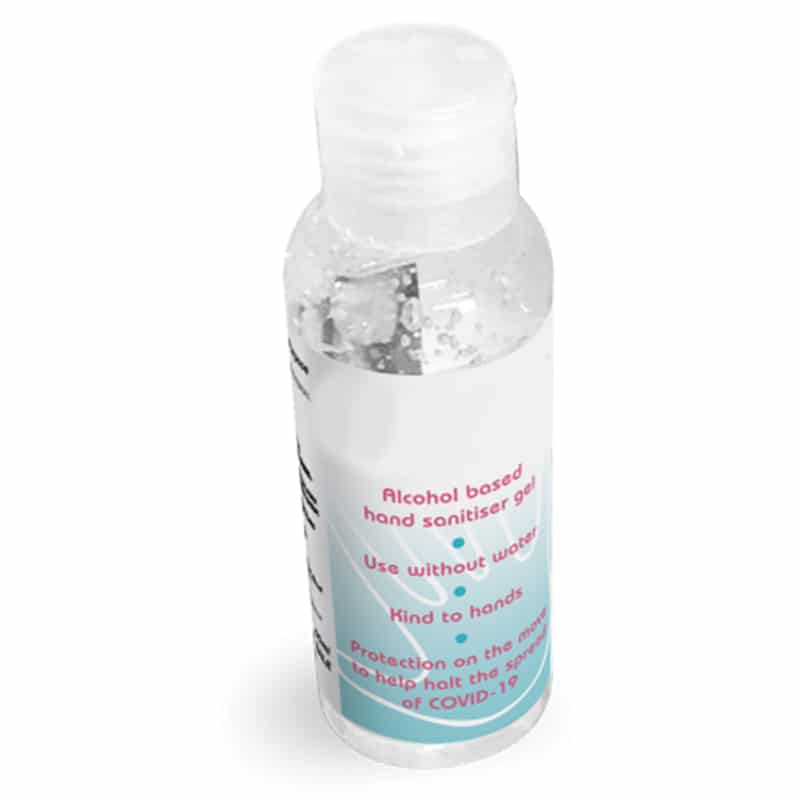 Alcohol based
hand sanitiser gel
Use without water
Kind to hands
Protection on the move
to help halt the spread
of COVID-19